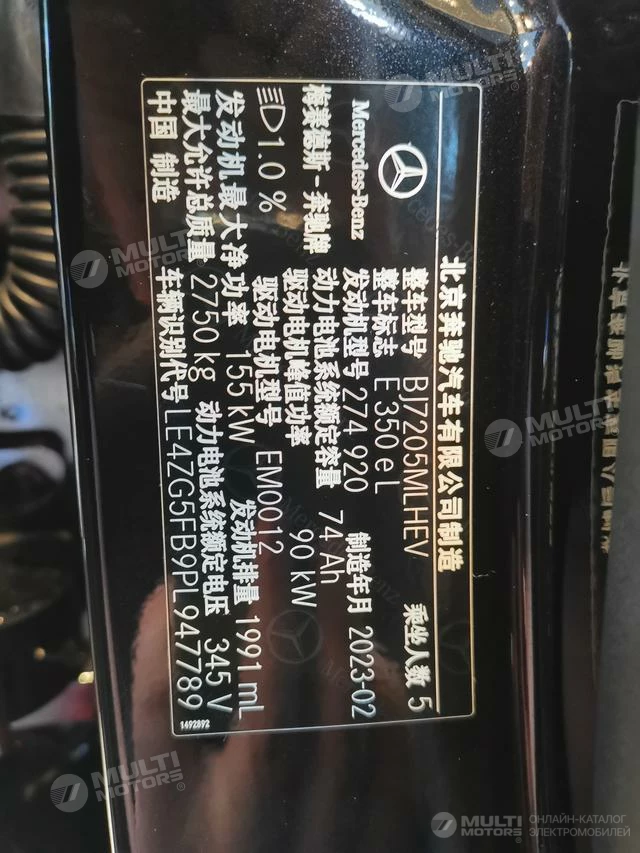 北京奔驰汽车有限公司制造
Mercedes-Benz
梅赛德斯-奔驰牌
整车型号 BJ7205MLHEV 乘坐人数 5
整车标志 E 350 e L
发动机型号 274 920 制造年月 2023-02
动力电池系统额定容量 74 Ah
驱动电机峰值功率 90 kW
1.0 % 驱动电机型号 EM0012
发动机最大净功率 155 kW 发动机排量 1991 mL
最大允许总质量 2750 kg 动力电池系统额定电压 345 V
中国 制造 车辆识别代号 LE4ZG5FB9PL947789
1492892
MULTI MOTORS®
MULTI MOTORS®
MULTI MOTORS®
MULTI MOTORS®
MULTI MOTORS®
ОНЛАЙН-КАТАЛОГ
ЭЛЕКТРОМОБИЛЕЙ